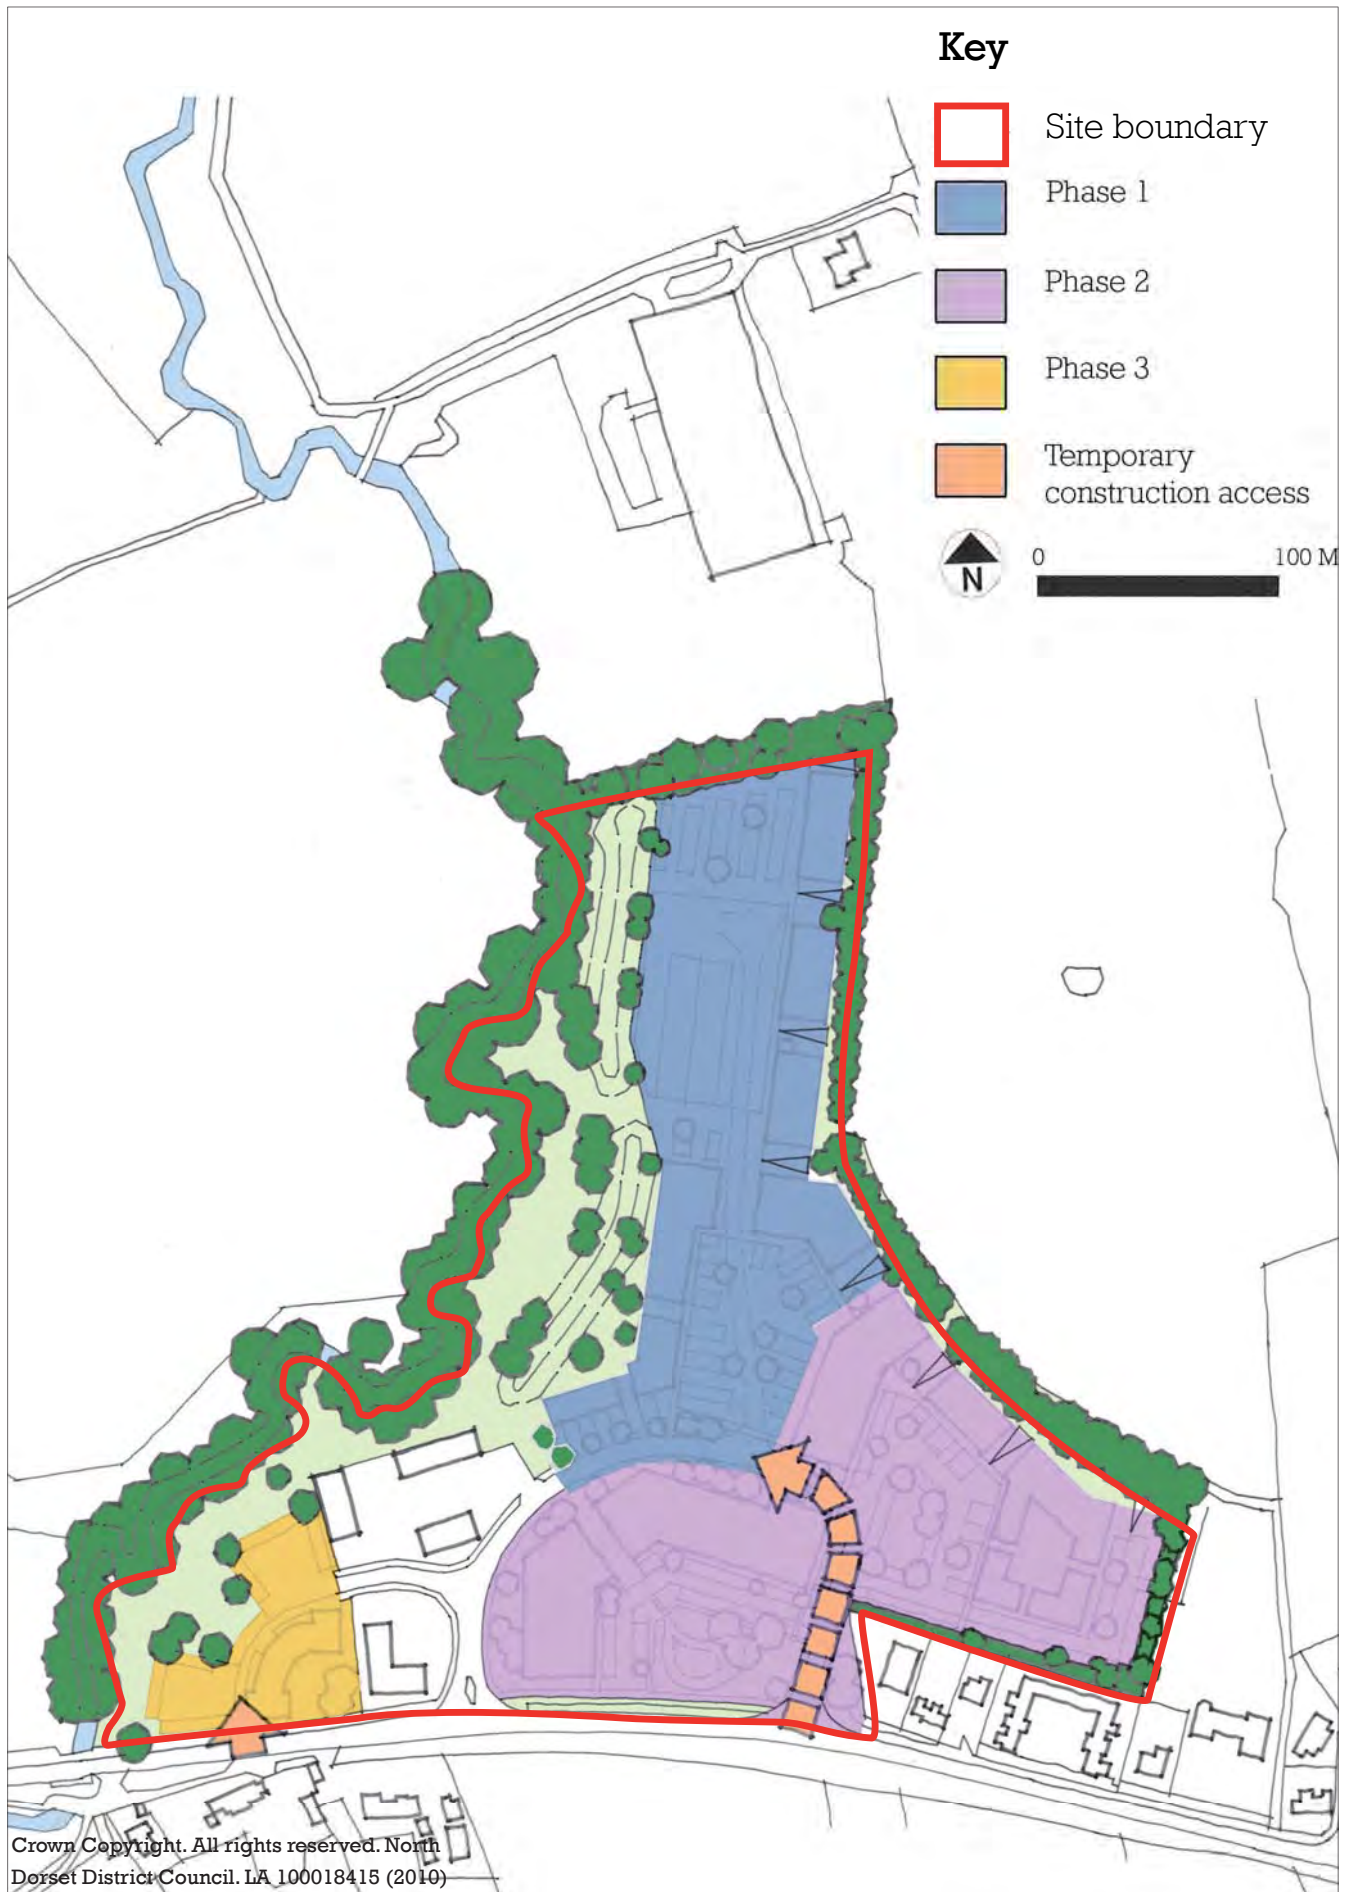 Key
Site boundary
Phase 1
Phase 2
Phase 3
Temporary
construction access
N
0 100 M
Crown Copyright. All rights reserved. North
Dorset District Council. LA 100018415 (2010)